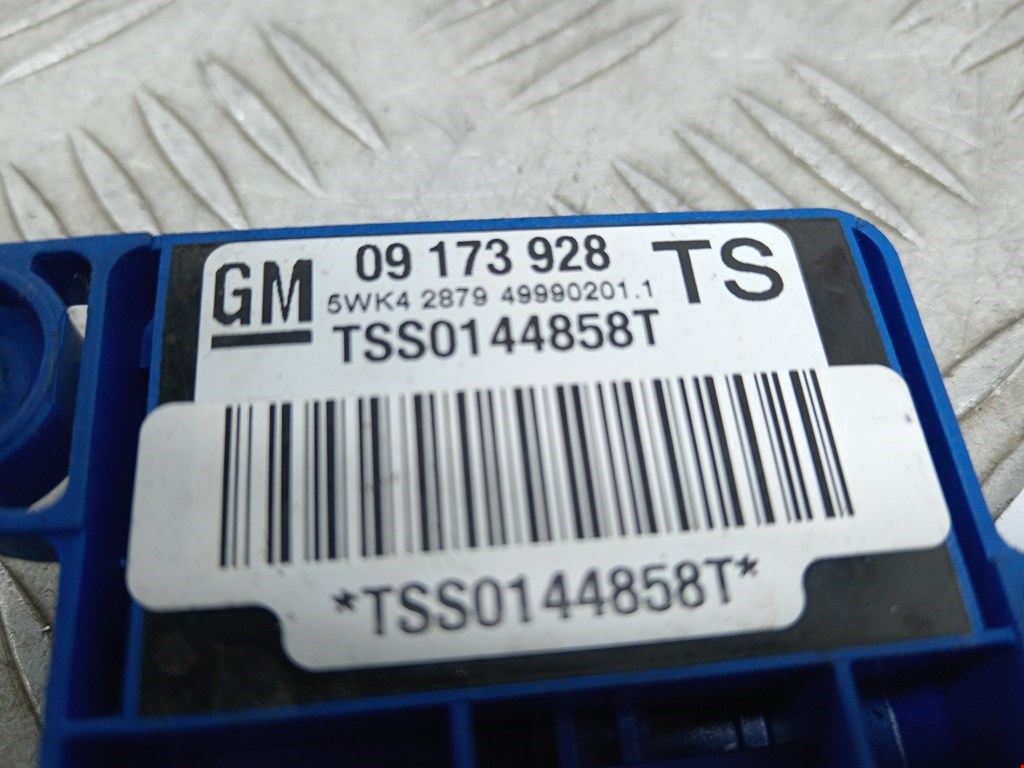 GM 09 173 928 TS
5WK4 2879 49990201.1
TSS0144858T
*TSS0144858T*